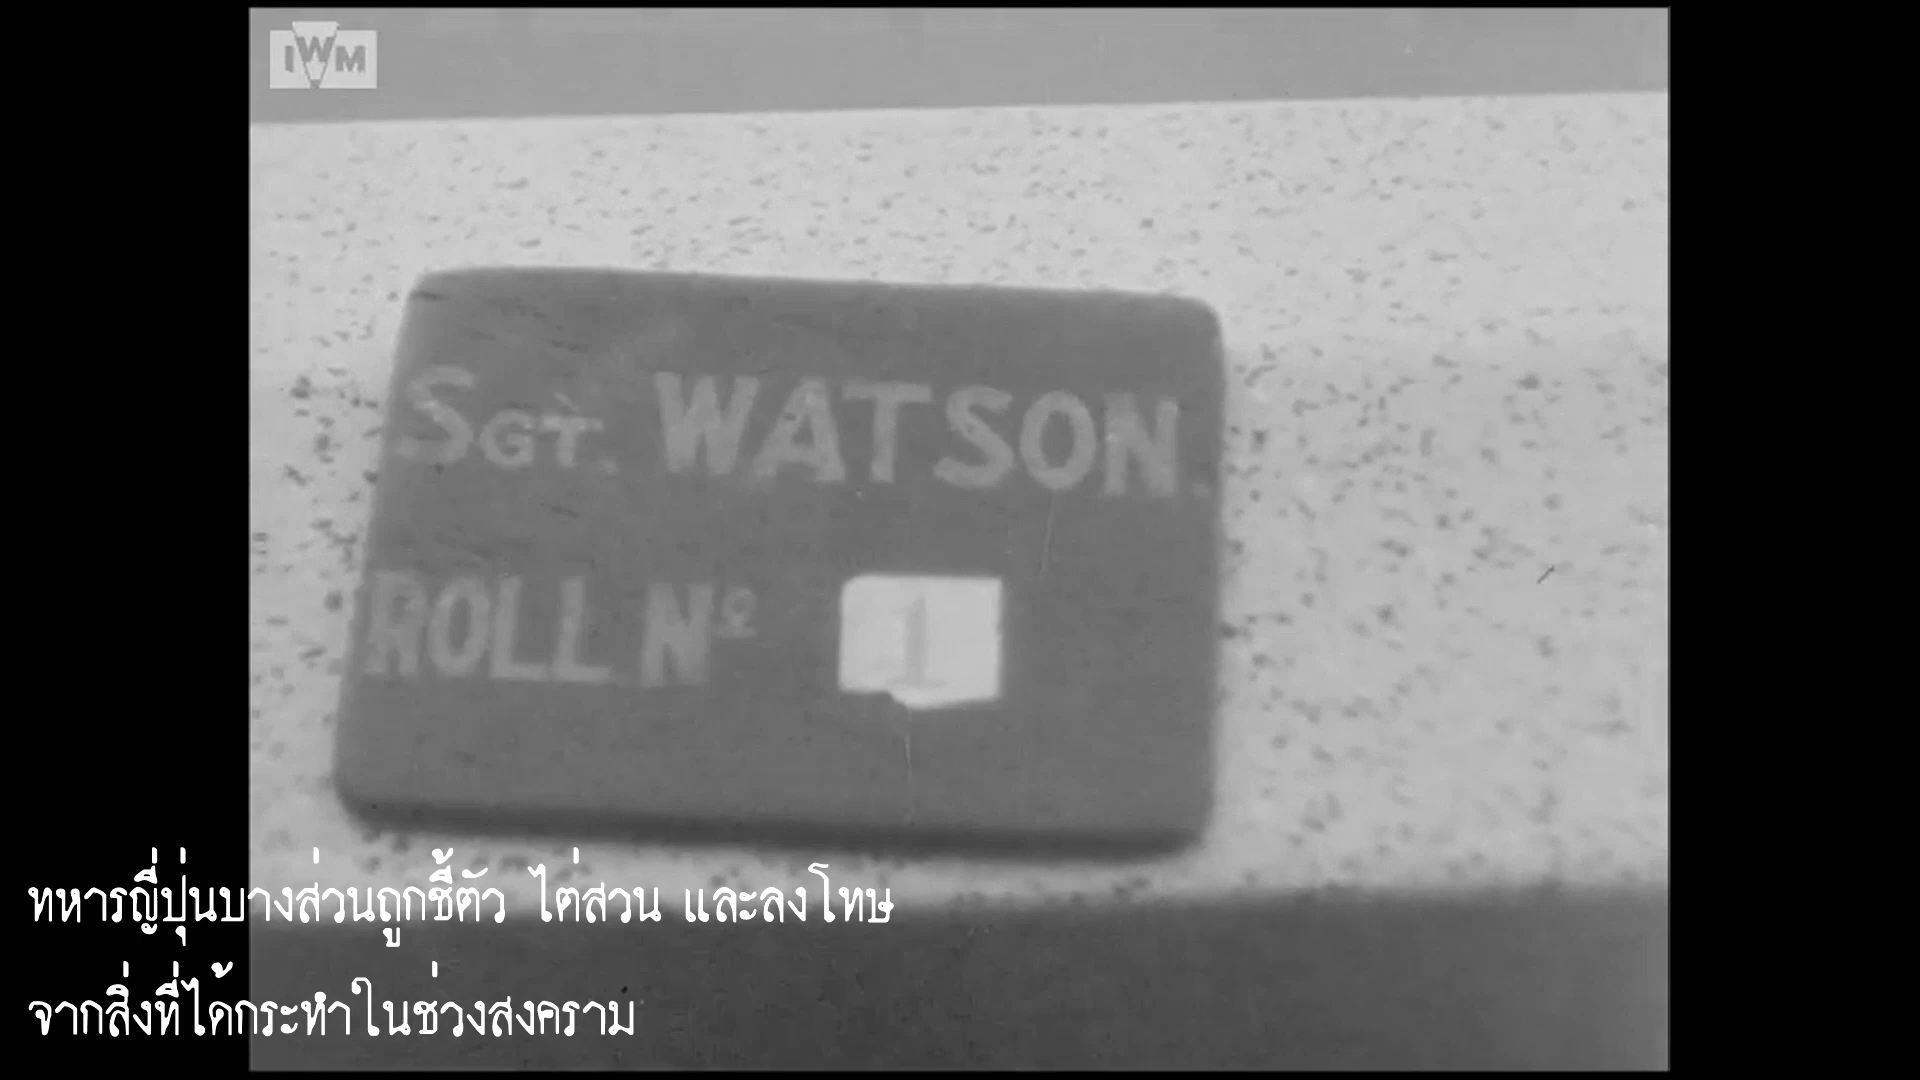 IWM
SGT. WATSON.
ROLL Nº 1
ทหารญี่ปุ่นบางส่วนถูกชี้ตัว ไต่สวน และลงโทษ
จากสิ่งที่ได้กระทำในช่วงสงคราม